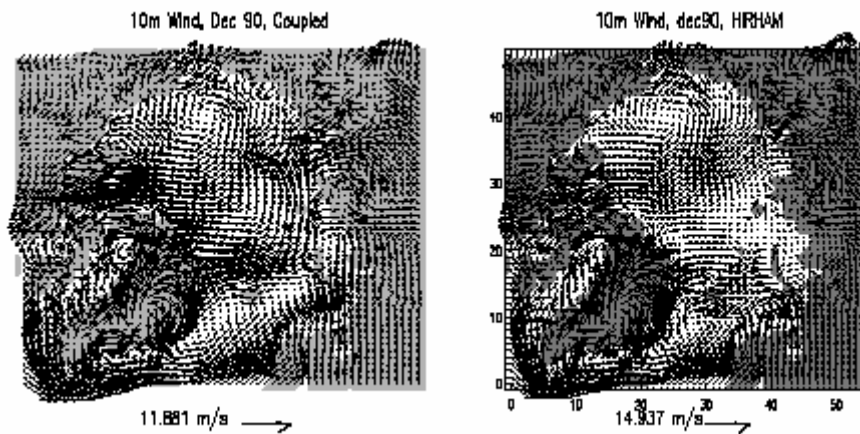 10m Wind, Dec 90, Coupled
11.881 m/s
10m Wind, dec90, HIRHAM
40
30
20
10
0
0 10 20 30 40 50
14.937 m/s